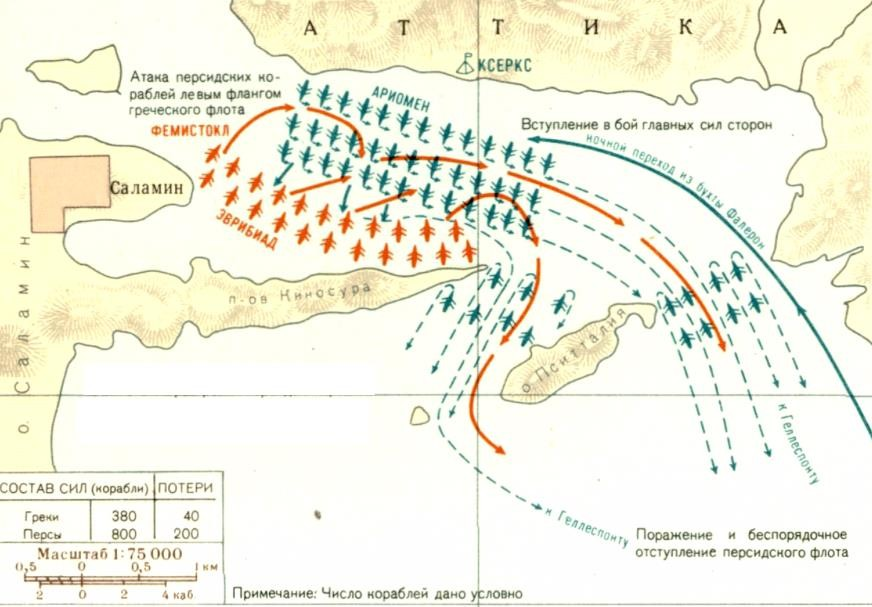 АТТИКА
КСЕРКС
Атака персидских ко-
раблей левым флангом
греческого флота
АРИОМЕН
ФЕМИСТОКЛ
Вступление в бой главных сил сторон
ночной переход из бухты Фалерон
Саламин
ЭВРИБИАД
п-ов Киносура
о. Саламин
о Пситталия
к Геллеспонту
к Геллеспонту
Поражение и беспорядочное
отступление персидского флота
СОСТАВ СИЛ (корабли) ПОТЕРИ
Греки 380 40
Персы 800 200
Масштаб 1:75 000
0,5 0 0,5 1 км
2 0 2 4 каб.
Примечание: Число кораблей дано условно